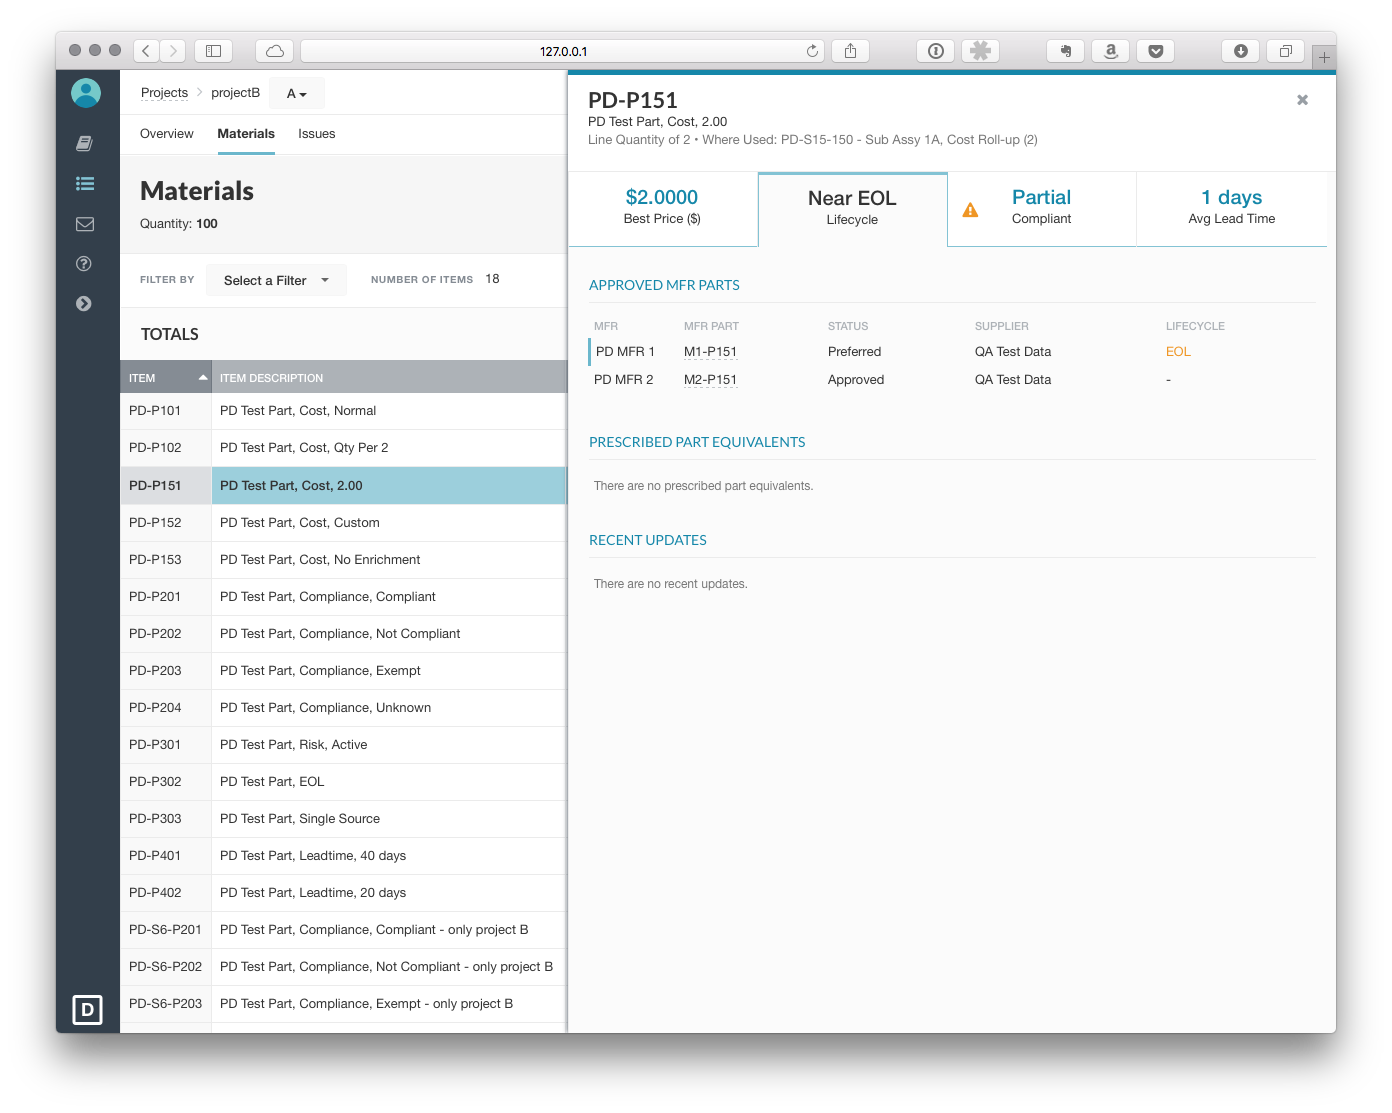 127.0.0.1
Projects projectB A
Overview Materials Issues
Materials
Quantity: 100
FILTER BY Select a Filter NUMBER OF ITEMS 18
TOTALS
ITEM ITEM DESCRIPTION
PD-P101 PD Test Part, Cost, Normal
PD-P102 PD Test Part, Cost, Qty Per 2
PD-P151 PD Test Part, Cost, 2.00
PD-P152 PD Test Part, Cost, Custom
PD-P153 PD Test Part, Cost, No Enrichment
PD-P201 PD Test Part, Compliance, Compliant
PD-P202 PD Test Part, Compliance, Not Compliant
PD-P203 PD Test Part, Compliance, Exempt
PD-P204 PD Test Part, Compliance, Unknown
PD-P301 PD Test Part, Risk, Active
PD-P302 PD Test Part, EOL
PD-P303 PD Test Part, Single Source
PD-P401 PD Test Part, Leadtime, 40 days
PD-P402 PD Test Part, Leadtime, 20 days
PD-S6-P201 PD Test Part, Compliance, Compliant - only project B
PD-S6-P202 PD Test Part, Compliance, Not Compliant - only project B
PD-S6-P203 PD Test Part, Compliance, Exempt - only project B
D
PD-P151
PD Test Part, Cost, 2.00
Line Quantity of 2 • Where Used: PD-S15-150 - Sub Assy 1A, Cost Roll-up (2)
$2.0000 Near EOL Partial 1 days
Best Price ($) Lifecycle Compliant Avg Lead Time
APPROVED MFR PARTS
MFR MFR PART STATUS SUPPLIER LIFECYCLE
PD MFR 1 M1-P151 Preferred QA Test Data EOL
PD MFR 2 M2-P151 Approved QA Test Data -
PRESCRIBED PART EQUIVALENTS
There are no prescribed part equivalents.
RECENT UPDATES
There are no recent updates.